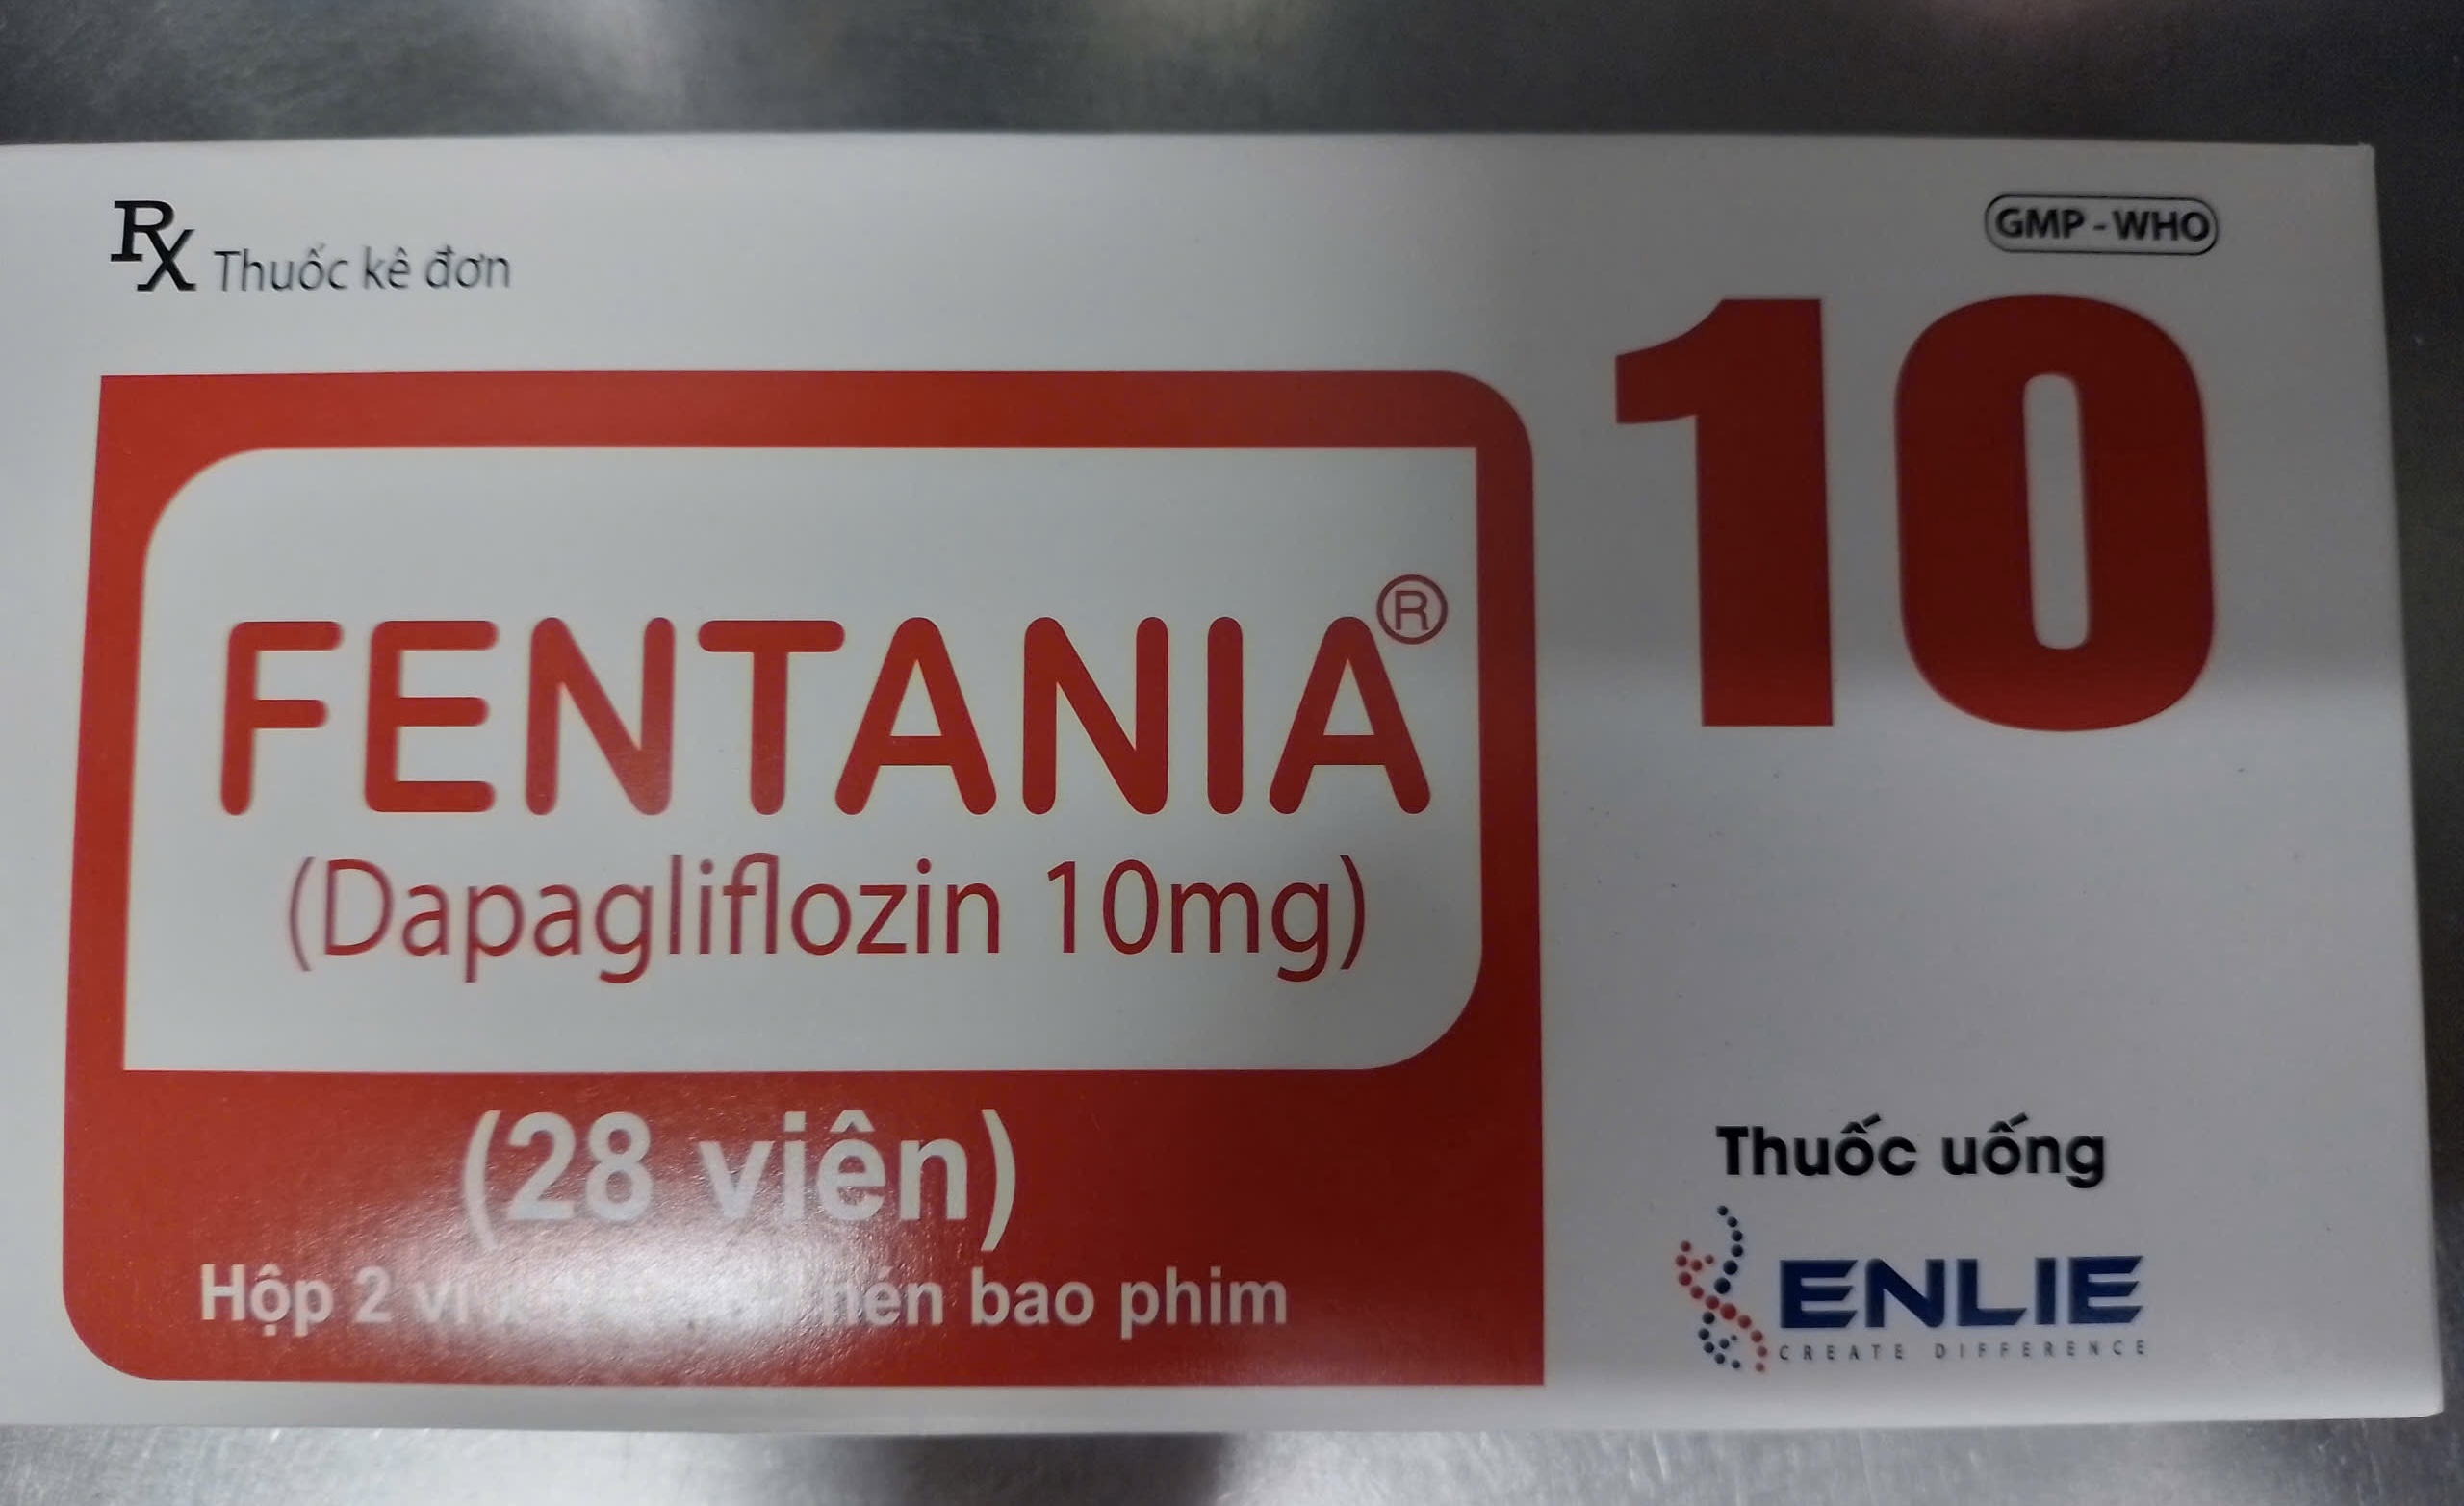 Rx Thuốc kê đơn
GMP - WHO
10
FENTANIA®
(Dapagliflozin 10mg)
(28 viên)
Hộp 2 vỉ nén bao phim
Thuốc uống
ENLIE
CREATE DIFFERENCE